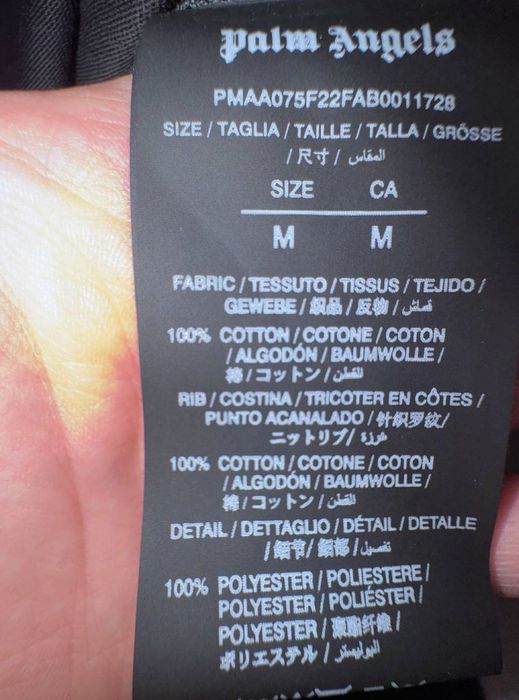 Palm Angels
PMAA075F22FAB0011728
SIZE / TAGLIA / TAILLE / TALLA / GRÖSSE
/ 尺寸 / المقاس
SIZE CA
M M
FABRIC / TESSUTO / TISSUS / TEJIDO /
GEWEBE / 织品 / 反物 / قماش
100% COTTON / COTONE / COTON
/ ALGODÓN / BAUMWOLLE /
棉 / コットン / القطن
RIB / COSTINA / TRICOTER EN CÔTES /
PUNTO ACANALADO / 针织罗纹 /
ニットリブ / غرزة
100% COTTON / COTONE / COTON
/ ALGODÓN / BAUMWOLLE /
棉 / コットン / القطن
DETAIL / DETTAGLIO / DÉTAIL / DETALLE
/ 细节 / 細部 / تفصيل
100% POLYESTER / POLIESTERE /
POLYESTER / POLIÉSTER /
POLYESTER / 聚酯纤维 /
ポリエステル / البوليستر